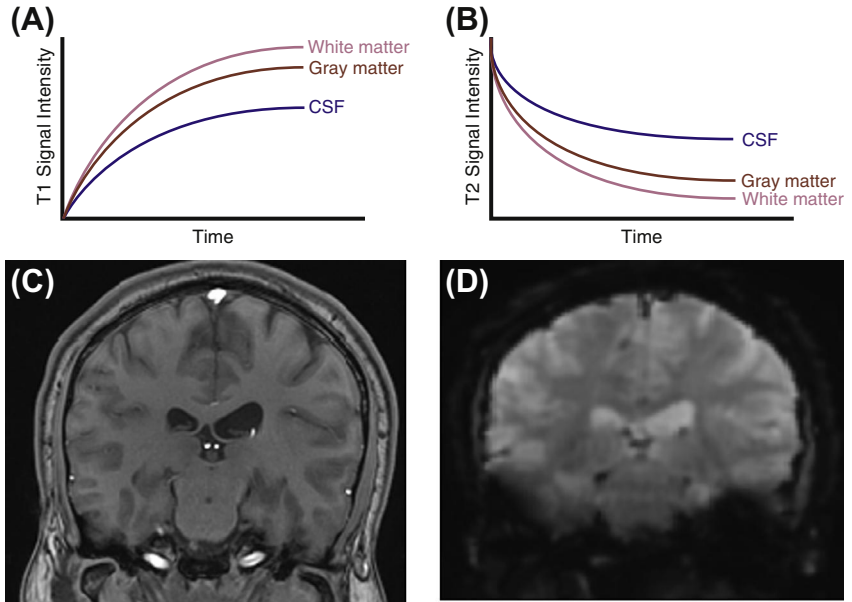 (A)
T1 Signal Intensity
White matter
Gray matter
CSF
Time
(B)
T2 Signal Intensity
CSF
Gray matter
White matter
Time
(C)
(D)